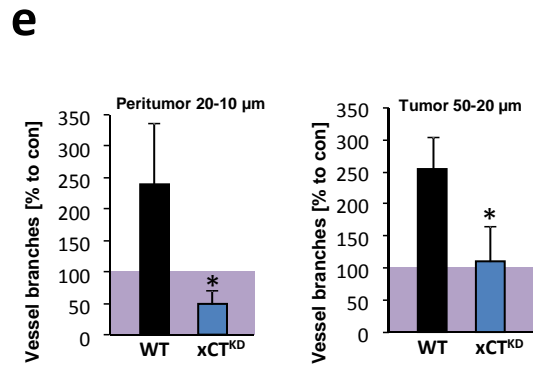 e
Peritumor 20-10 µm
Vessel branches [% to con]
350
300
250
200
150
100
50
0
*
WT
xCTKD
Tumor 50-20 µm
Vessel branches [% to con]
350
300
250
200
150
100
50
0
*
WT
xCTKD